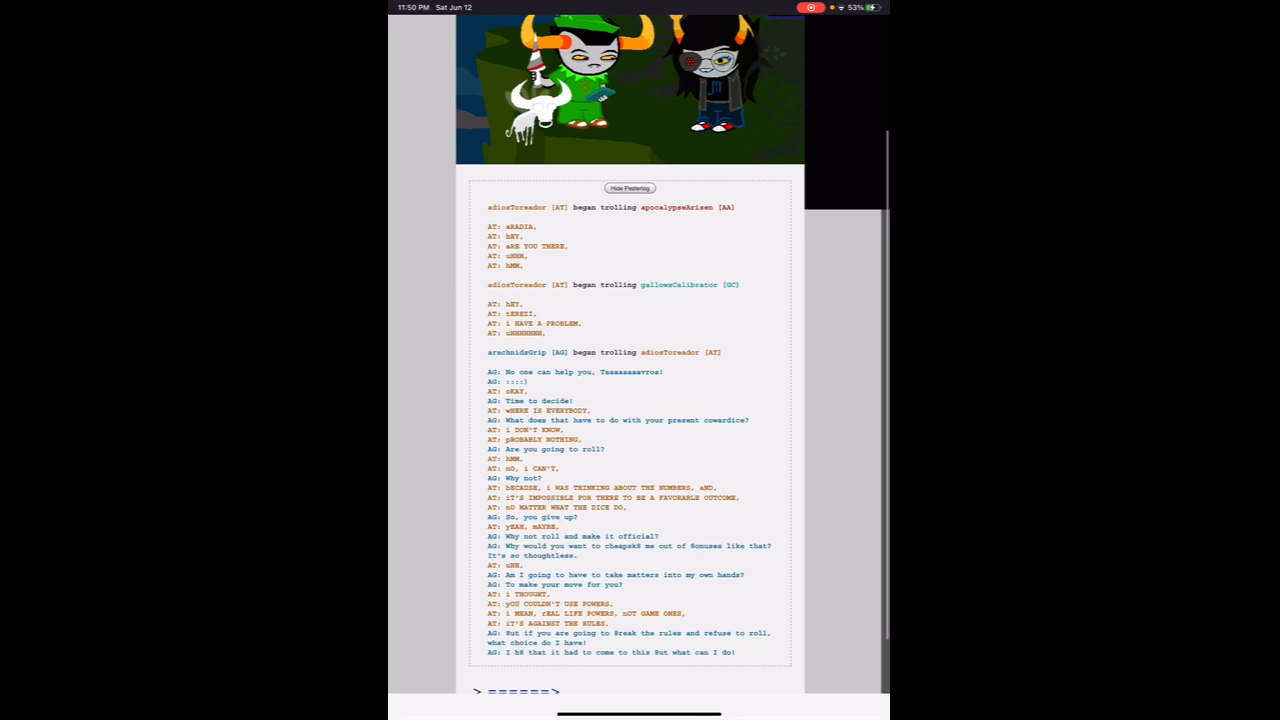 11:50 PM Sat Jun 12 53%
Hide Pesterlog
adiosToreador [AT] began trolling apocalypseArisen [AA]
AT: aRADIA,
AT: hEY,
AT: aRE YOU THERE,
AT: uHHH,
AT: hMM,
adiosToreador [AT] began trolling gallowsCalibrator [GC]
AT: hEY,
AT: tEREZI,
AT: i HAVE A PROBLEM,
AT: uHHHHHHH,
arachnidsGrip [AG] began trolling adiosToreador [AT]
AG: No one can help you, Taaaaaaaavros!
AG: ::::)
AT: oKAY,
AG: Time to decide!
AT: wHERE IS EVERYBODY,
AG: What does that have to do with your present cowardice?
AT: i DON'T KNOW,
AT: pROBABLY NOTHING,
AG: Are you going to roll?
AT: hMM,
AT: nO, i CAN'T,
AG: Why not?
AT: bECAUSE, i WAS THINKING ABOUT THE NUMBERS, aND,
AT: iT'S IMPOSSIBLE FOR THERE TO BE A FAVORABLE OUTCOME,
AT: nO MATTER WHAT THE DICE DO,
AG: So, you give up?
AT: yEAH, mAYBE,
AG: Why not roll and make it official?
AG: Why would you want to cheapsk8 me out of 8onuses like that?
It's so thoughtless.
AT: uHH,
AG: Am I going to have to take matters into my own hands?
AG: To make your move for you?
AT: i THOUGHT,
AT: yOU COULDN'T USE POWERS,
AT: i MEAN, rEAL LIFE POWERS, nOT GAME ONES,
AT: iT'S AGAINST THE RULES,
AG: 8ut if you are going to 8reak the rules and refuse to roll,
what choice do I have!
AG: I h8 that it had to come to this 8ut what can I do!
> ======>